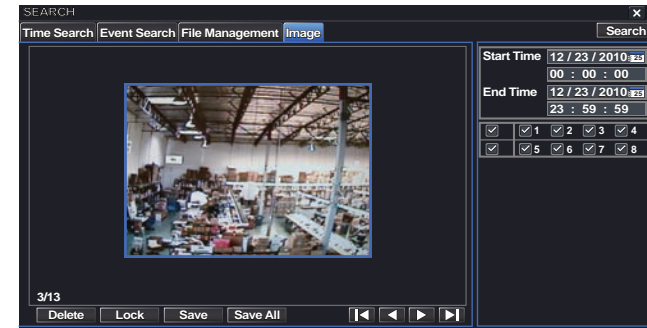 SEARCH
Time Search Event Search File Management Image
Search
Start Time 12 / 23 / 2010
00 : 00 : 00
End Time 12 / 23 / 2010
23 : 59 : 59
1 2 3 4
5 6 7 8
3/13
Delete Lock Save Save All